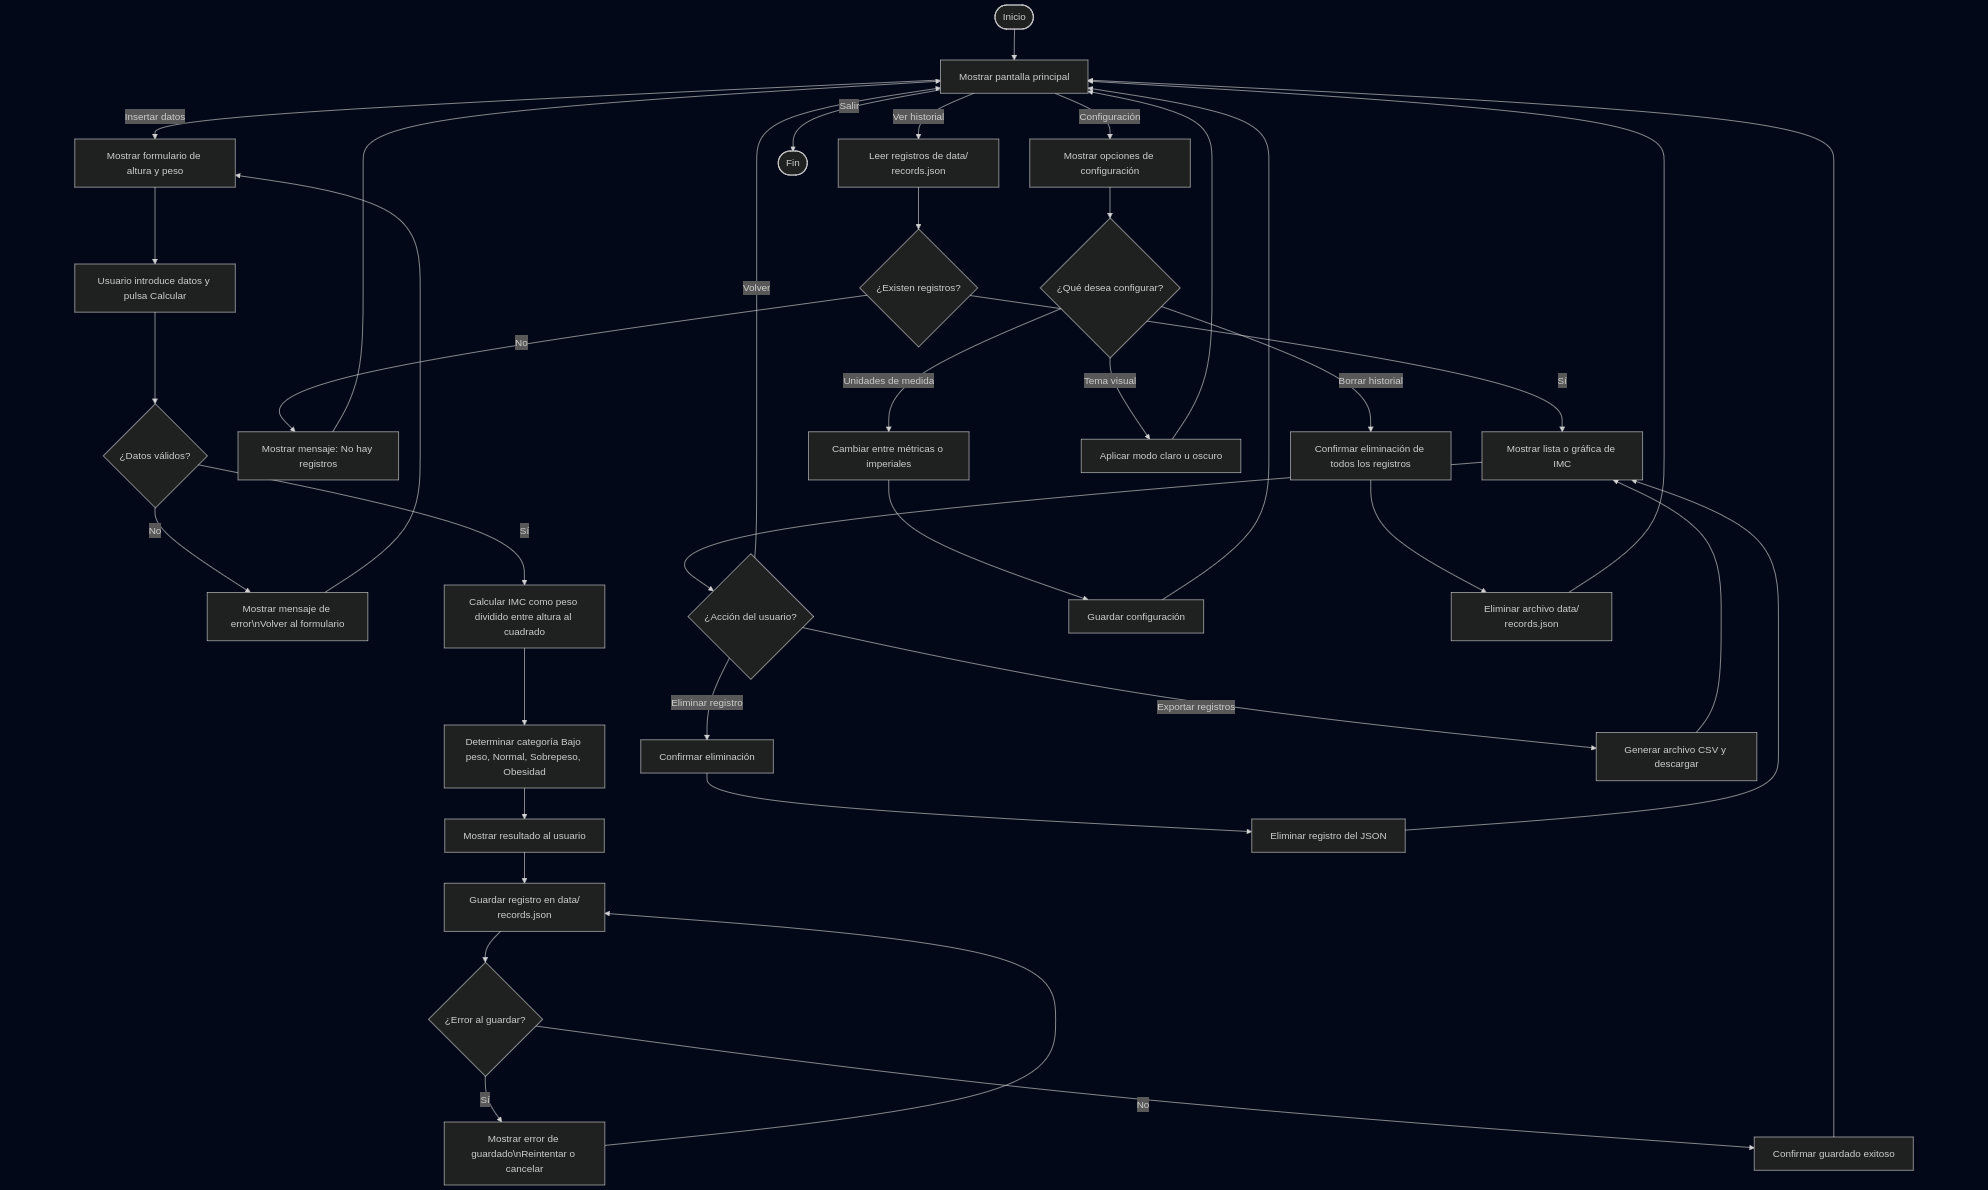 Inicio
Mostrar pantalla principal
Salir
Insertar datos
Ver historial
Configuración
Mostrar formulario de
altura y peso
Fin
Leer registros de data/
records.json
Mostrar opciones de
configuración
Usuario introduce datos y
pulsa Calcular
Volver
¿Existen registros?
¿Qué desea configurar?
No
Unidades de medida
Tema visual
Borrar historial
Sí
¿Datos válidos?
Mostrar mensaje: No hay
registros
Cambiar entre métricas o
imperiales
Aplicar modo claro u oscuro
Confirmar eliminación de
todos los registros
Mostrar lista o gráfica de
IMC
No
Sí
Mostrar mensaje de
error\nVolver al formulario
Calcular IMC como peso
dividido entre altura al
cuadrado
¿Acción del usuario?
Guardar configuración
Eliminar archivo data/
records.json
Eliminar registro
Exportar registros
Determinar categoría Bajo
peso, Normal, Sobrepeso,
Obesidad
Confirmar eliminación
Generar archivo CSV y
descargar
Mostrar resultado al usuario
Eliminar registro del JSON
Guardar registro en data/
records.json
¿Error al guardar?
Sí
No
Mostrar error de
guardado\nReintentar o
cancelar
Confirmar guardado exitoso